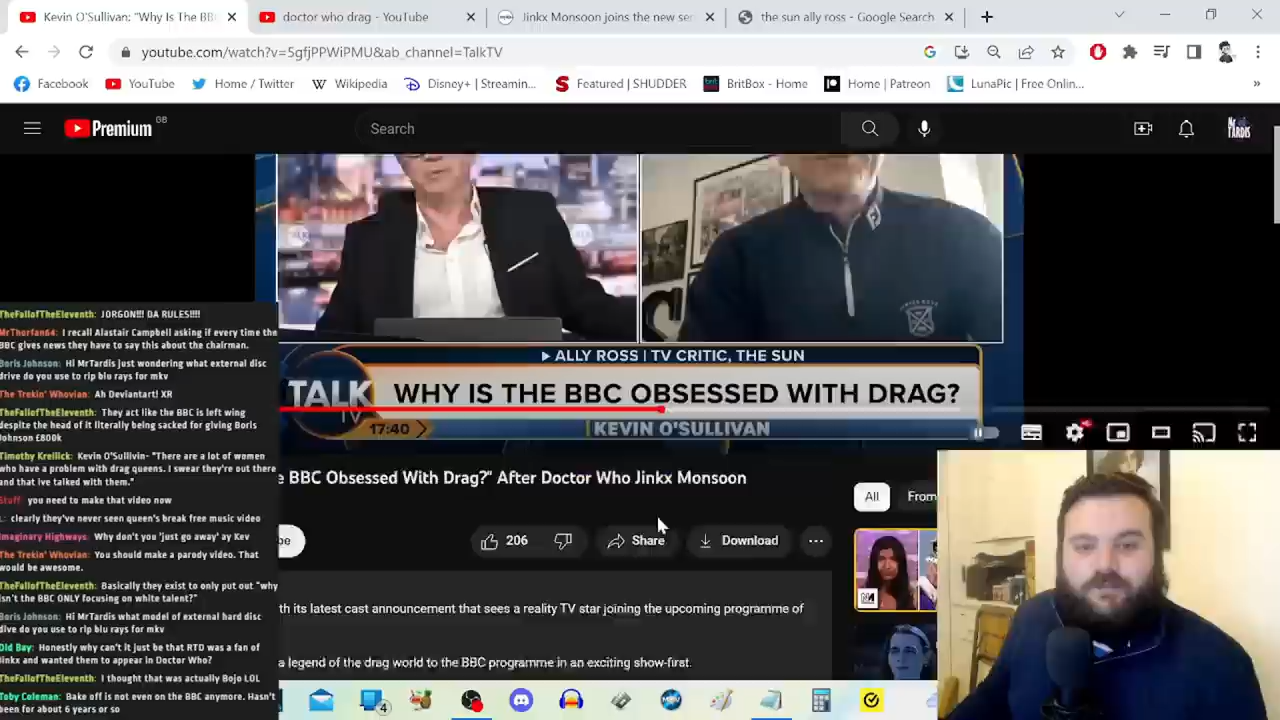 Kevin O'Sullivan: "Why Is The BB
doctor who drag - YouTube
Jinkx Monsoon joins the new ser
the sun ally ross - Google Search
youtube.com/watch?v=5gfjPPWiPMU&ab_channel=TalkTV
Facebook
YouTube
Home / Twitter
Wikipedia
Disney+ | Streamin...
Featured | SHUDDER
BritBox - Home
Home | Patreon
LunaPic | Free Onlin...
»
Premium GB
Search
MR TARDIS
TheFallofTheEleventh: JORGON!!! DA RULES!!!!
MrThorfan64: I recall Alastair Campbell asking if every time the
BBC gives news they have to say this about the chairman.
Boris Johnson: Hi MrTardis just wondering what external disc
drive do you use to rip blu rays for mkv
The Trekin' Whovian: Ah Deviantart! XR
TheFallofTheEleventh: They act like the BBC is left wing
despite the head of it literally being sacked for giving Boris
Johnson £800k
Timothy Krellick: Kevin O'Sullivin- "There are a lot of women
who have a problem with drag queens. I swear they're out there
and that Ive talked with them."
Stuff: you need to make that video now
L: clearly they've never seen queen's break free music video
Imaginary Highways: Why don't you 'just go away' ay Kev
The Trekin' Whovian: You should make a parody video. That
would be awesome.
TheFallofTheEleventh: Basically they exist to only put out "why
isn't the BBC ONLY focusing on white talent?"
Boris Johnson: Hi MrTardis what model of external hard disc
dive do you use to rip blu rays for mkv
Old Bay: Honestly why can't it just be that RTD was a fan of
Jinkx and wanted them to appear in Doctor Who?
TheFallofTheEleventh: I thought that was actually BoJo LOL
Toby Coleman: Bake off is not even on the BBC anymore. Hasn't
been for about 6 years or so
FJ
ALLY ROSS | TV CRITIC, THE SUN
TALK
TV
WHY IS THE BBC OBSESSED WITH DRAG?
17:40
KEVIN O'SULLIVAN
e BBC Obsessed With Drag?" After Doctor Who Jinkx Monsoon
be
206
Share
Download
...
All
From
th its latest cast announcement that sees a reality TV star joining the upcoming programme of
a legend of the drag world to the BBC programme in an exciting show-first.
4